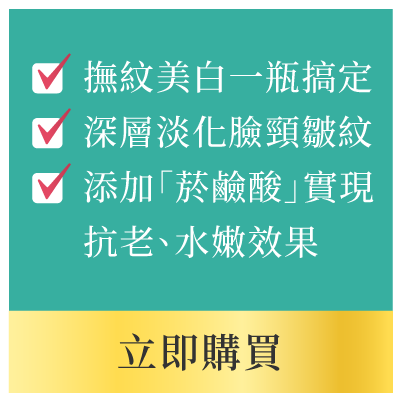 撫紋美白一瓶搞定
深層淡化臉頸皺紋
添加「菸鹼酸」實現
抗老、水嫩效果
立即購買